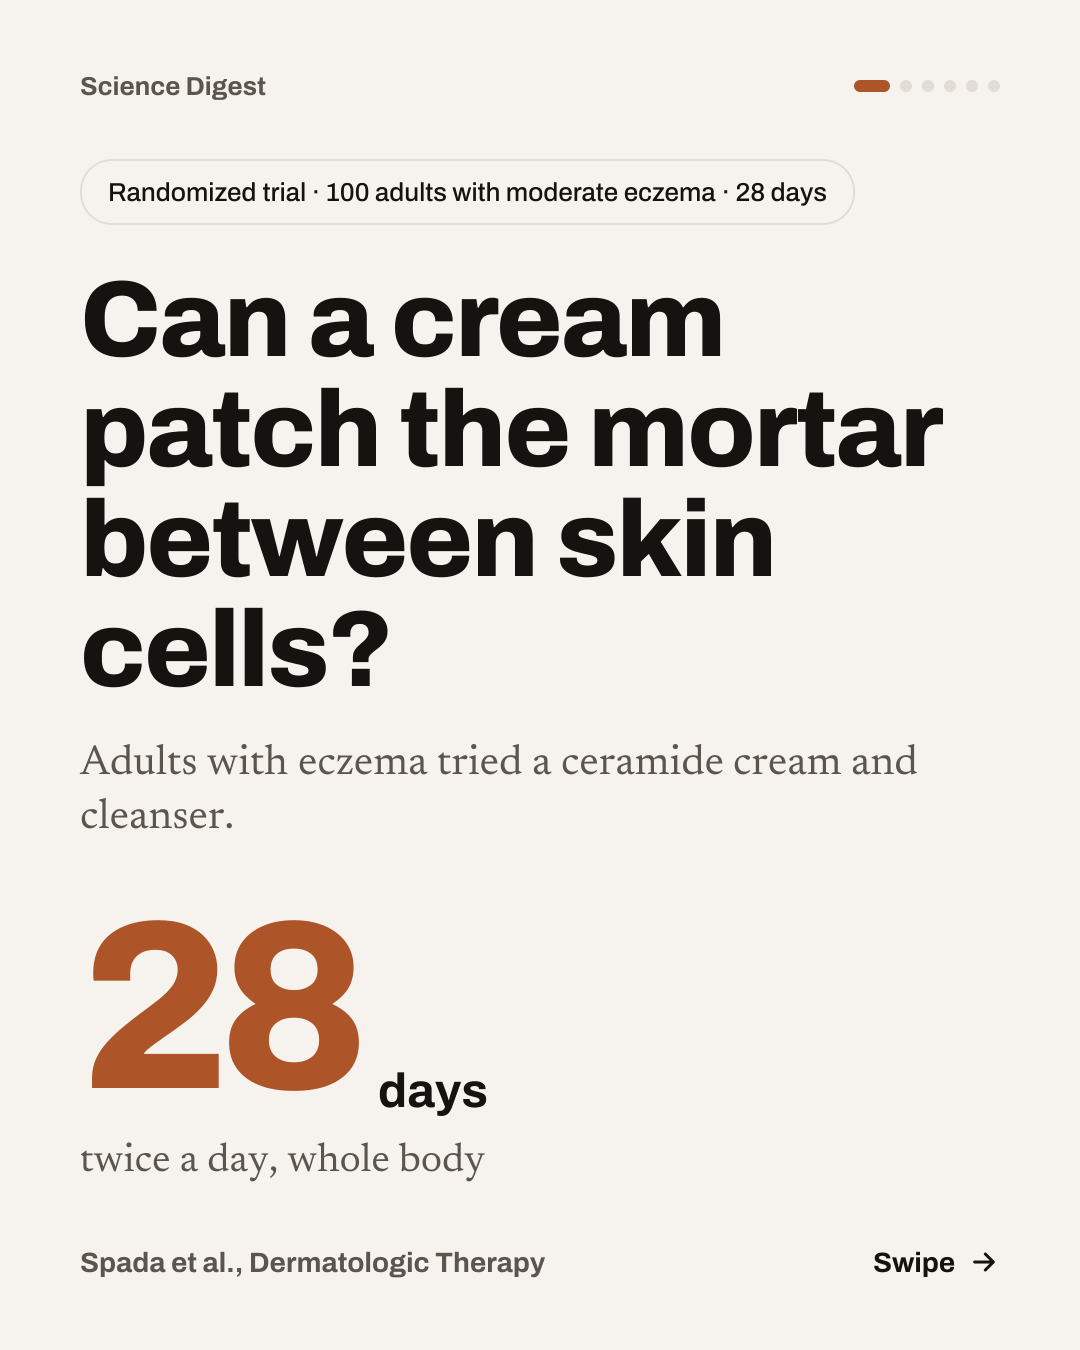 Science Digest
Randomized trial · 100 adults with moderate eczema · 28 days
Can a cream
patch the mortar
between skin
cells?
Adults with eczema tried a ceramide cream and
cleanser.
28 days
twice a day, whole body
Spada et al., Dermatologic Therapy
Swipe →